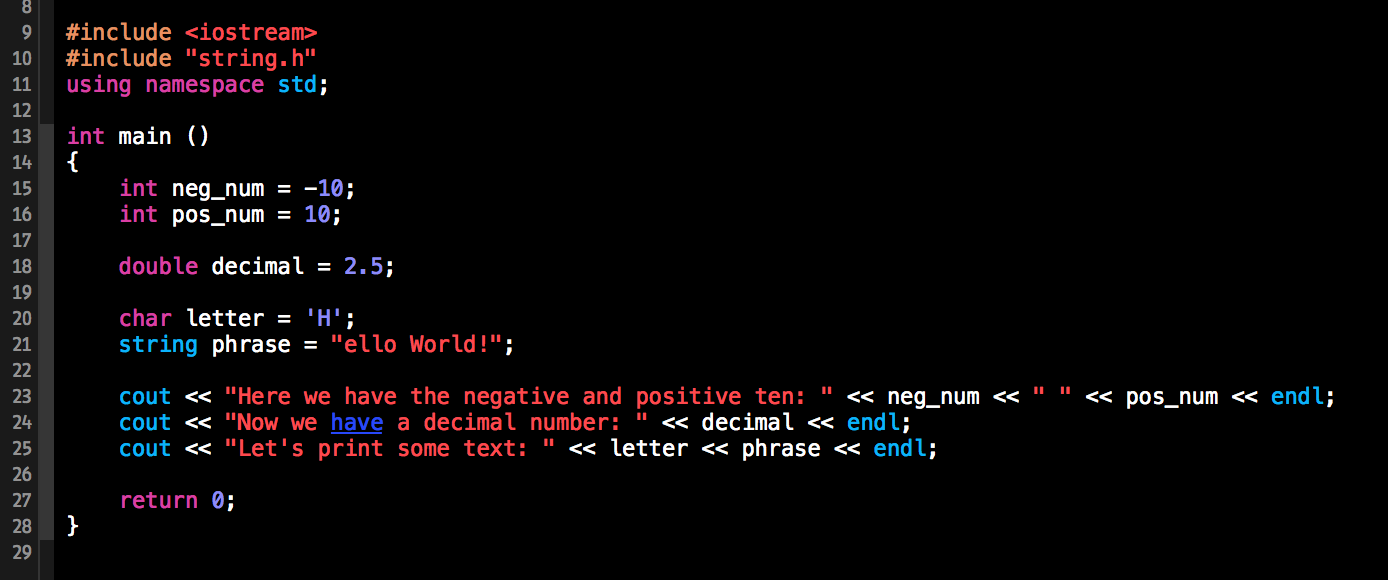 8
9 #include <iostream>
10 #include "string.h"
11 using namespace std;
12
13 int main ()
14 {
15     int neg_num = -10;
16     int pos_num = 10;
17
18     double decimal = 2.5;
19
20     char letter = 'H';
21     string phrase = "ello World!";
22
23     cout << "Here we have the negative and positive ten: " << neg_num << " " << pos_num << endl;
24     cout << "Now we have a decimal number: " << decimal << endl;
25     cout << "Let's print some text: " << letter << phrase << endl;
26
27     return 0;
28 }
29